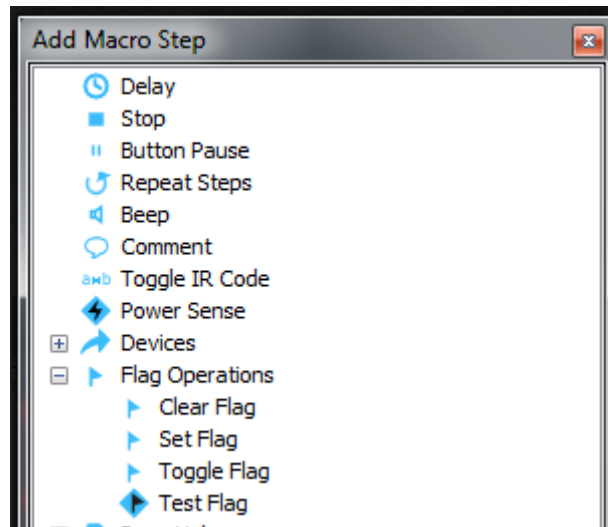 Add Macro Step
Delay
Stop
Button Pause
Repeat Steps
Beep
Comment
Toggle IR Code
Power Sense
Devices
Flag Operations
Clear Flag
Set Flag
Toggle Flag
Test Flag